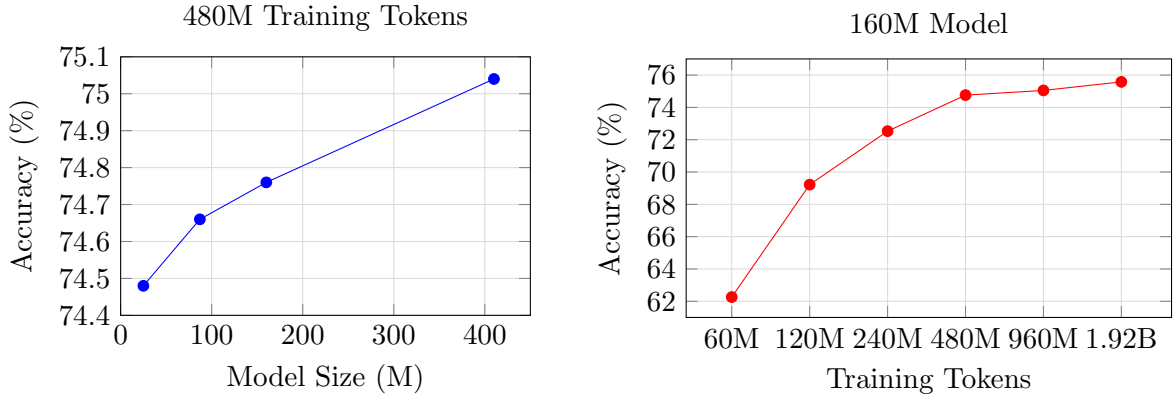 480M Training Tokens
75.1
75
74.9
74.8
74.7
74.6
74.5
74.4
Accuracy (%)
0 100 200 300 400
Model Size (M)
160M Model
76
74
72
70
68
66
64
62
Accuracy (%)
60M 120M 240M 480M 960M 1.92B
Training Tokens